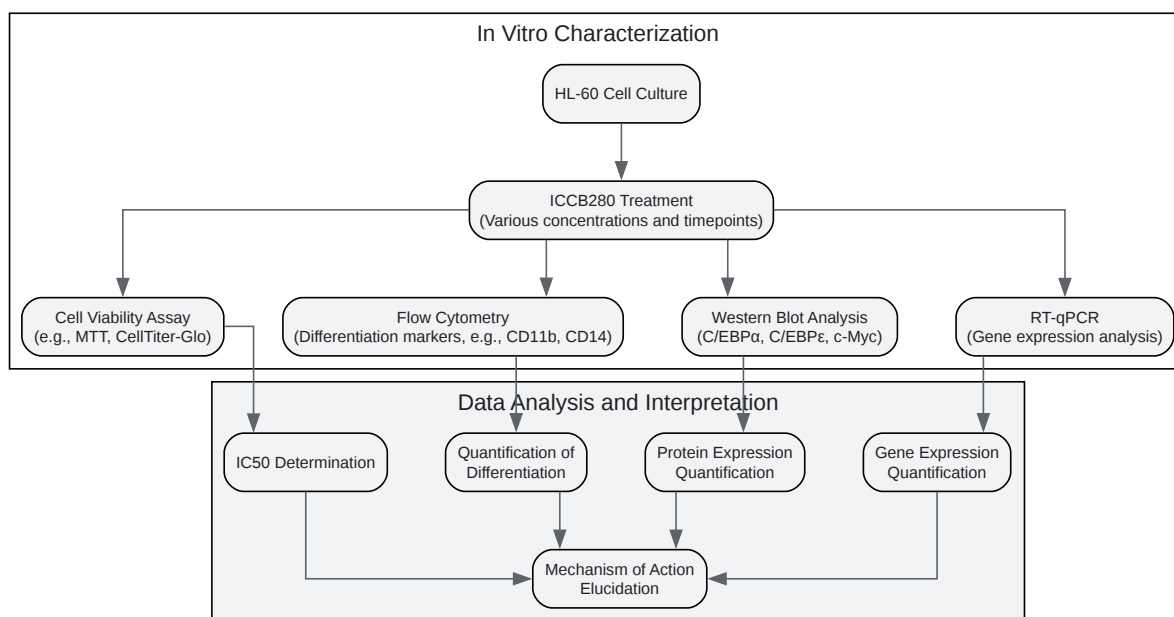 In Vitro Characterization
HL-60 Cell Culture
ICCB280 Treatment
(Various concentrations and timepoints)
Cell Viability Assay
(e.g., MTT, CellTiter-Glo)
Flow Cytometry
(Differentiation markers, e.g., CD11b, CD14)
Western Blot Analysis
(C/EBPα, C/EBPε, c-Myc)
RT-qPCR
(Gene expression analysis)
Data Analysis and Interpretation
IC50 Determination
Quantification of
Differentiation
Protein Expression
Quantification
Gene Expression
Quantification
Mechanism of Action
Elucidation